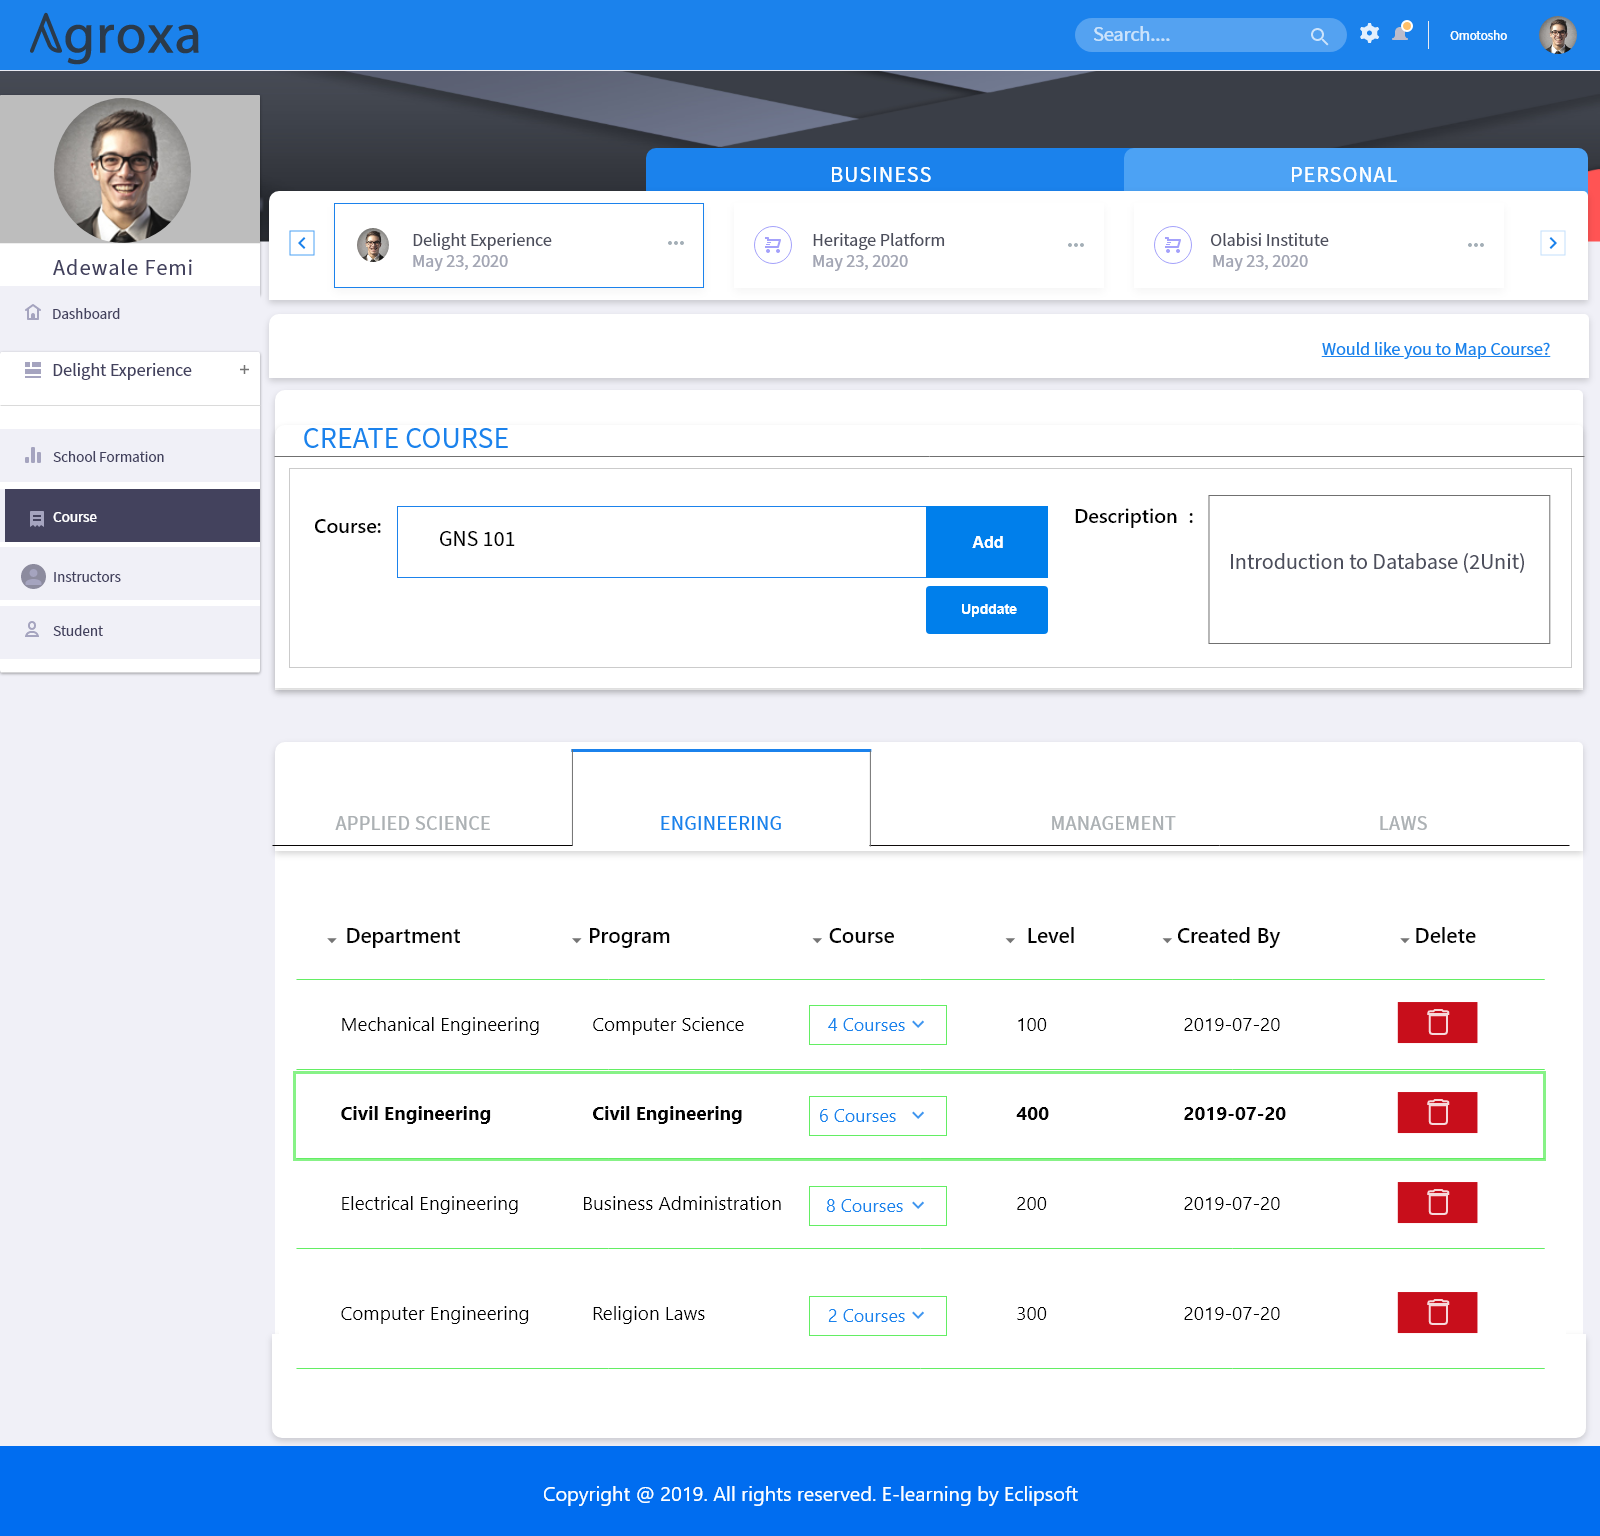 Agroxa
Search....
Omotosho
BUSINESS
PERSONAL
Delight Experience
May 23, 2020
Heritage Platform
May 23, 2020
Olabisi Institute
May 23, 2020
Adewale Femi
Dashboard
Delight Experience +
School Formation
Course
Instructors
Student
Would like you to Map Course?
CREATE COURSE
Course:
GNS 101
Add
Upddate
Description :
Introduction to Database (2Unit)
APPLIED SCIENCE ENGINEERING MANAGEMENT LAWS
Department Program Course Level Created By Delete
Mechanical Engineering Computer Science 4 Courses 100 2019-07-20
Civil Engineering Civil Engineering 6 Courses 400 2019-07-20
Electrical Engineering Business Administration 8 Courses 200 2019-07-20
Computer Engineering Religion Laws 2 Courses 300 2019-07-20
Copyright @ 2019. All rights reserved. E-learning by Eclipsoft